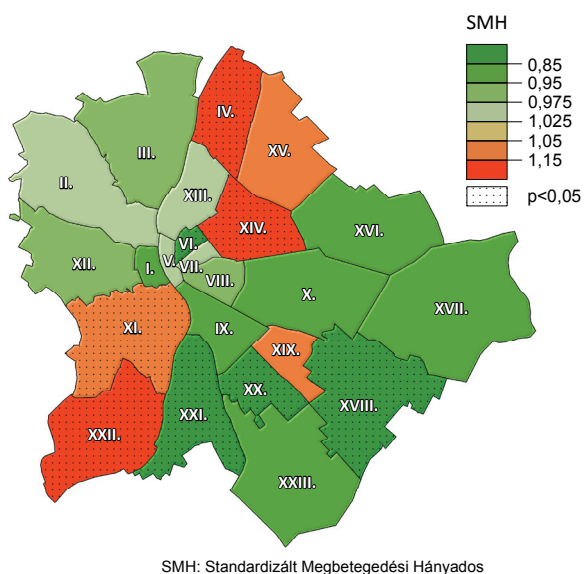 SMH
0,85
0,95
0,975
1,025
1,05
1,15
p<0,05
IV.
XV.
III.
II.
XIII.
XIV.
XVI.
VI.
V.
VII.
XII.
I.
VIII.
X.
XVII.
XI.
IX.
XIX.
XX.
XVIII.
XXI.
XXII.
XXIII.
SMH: Standardizált Megbetegedési Hányados